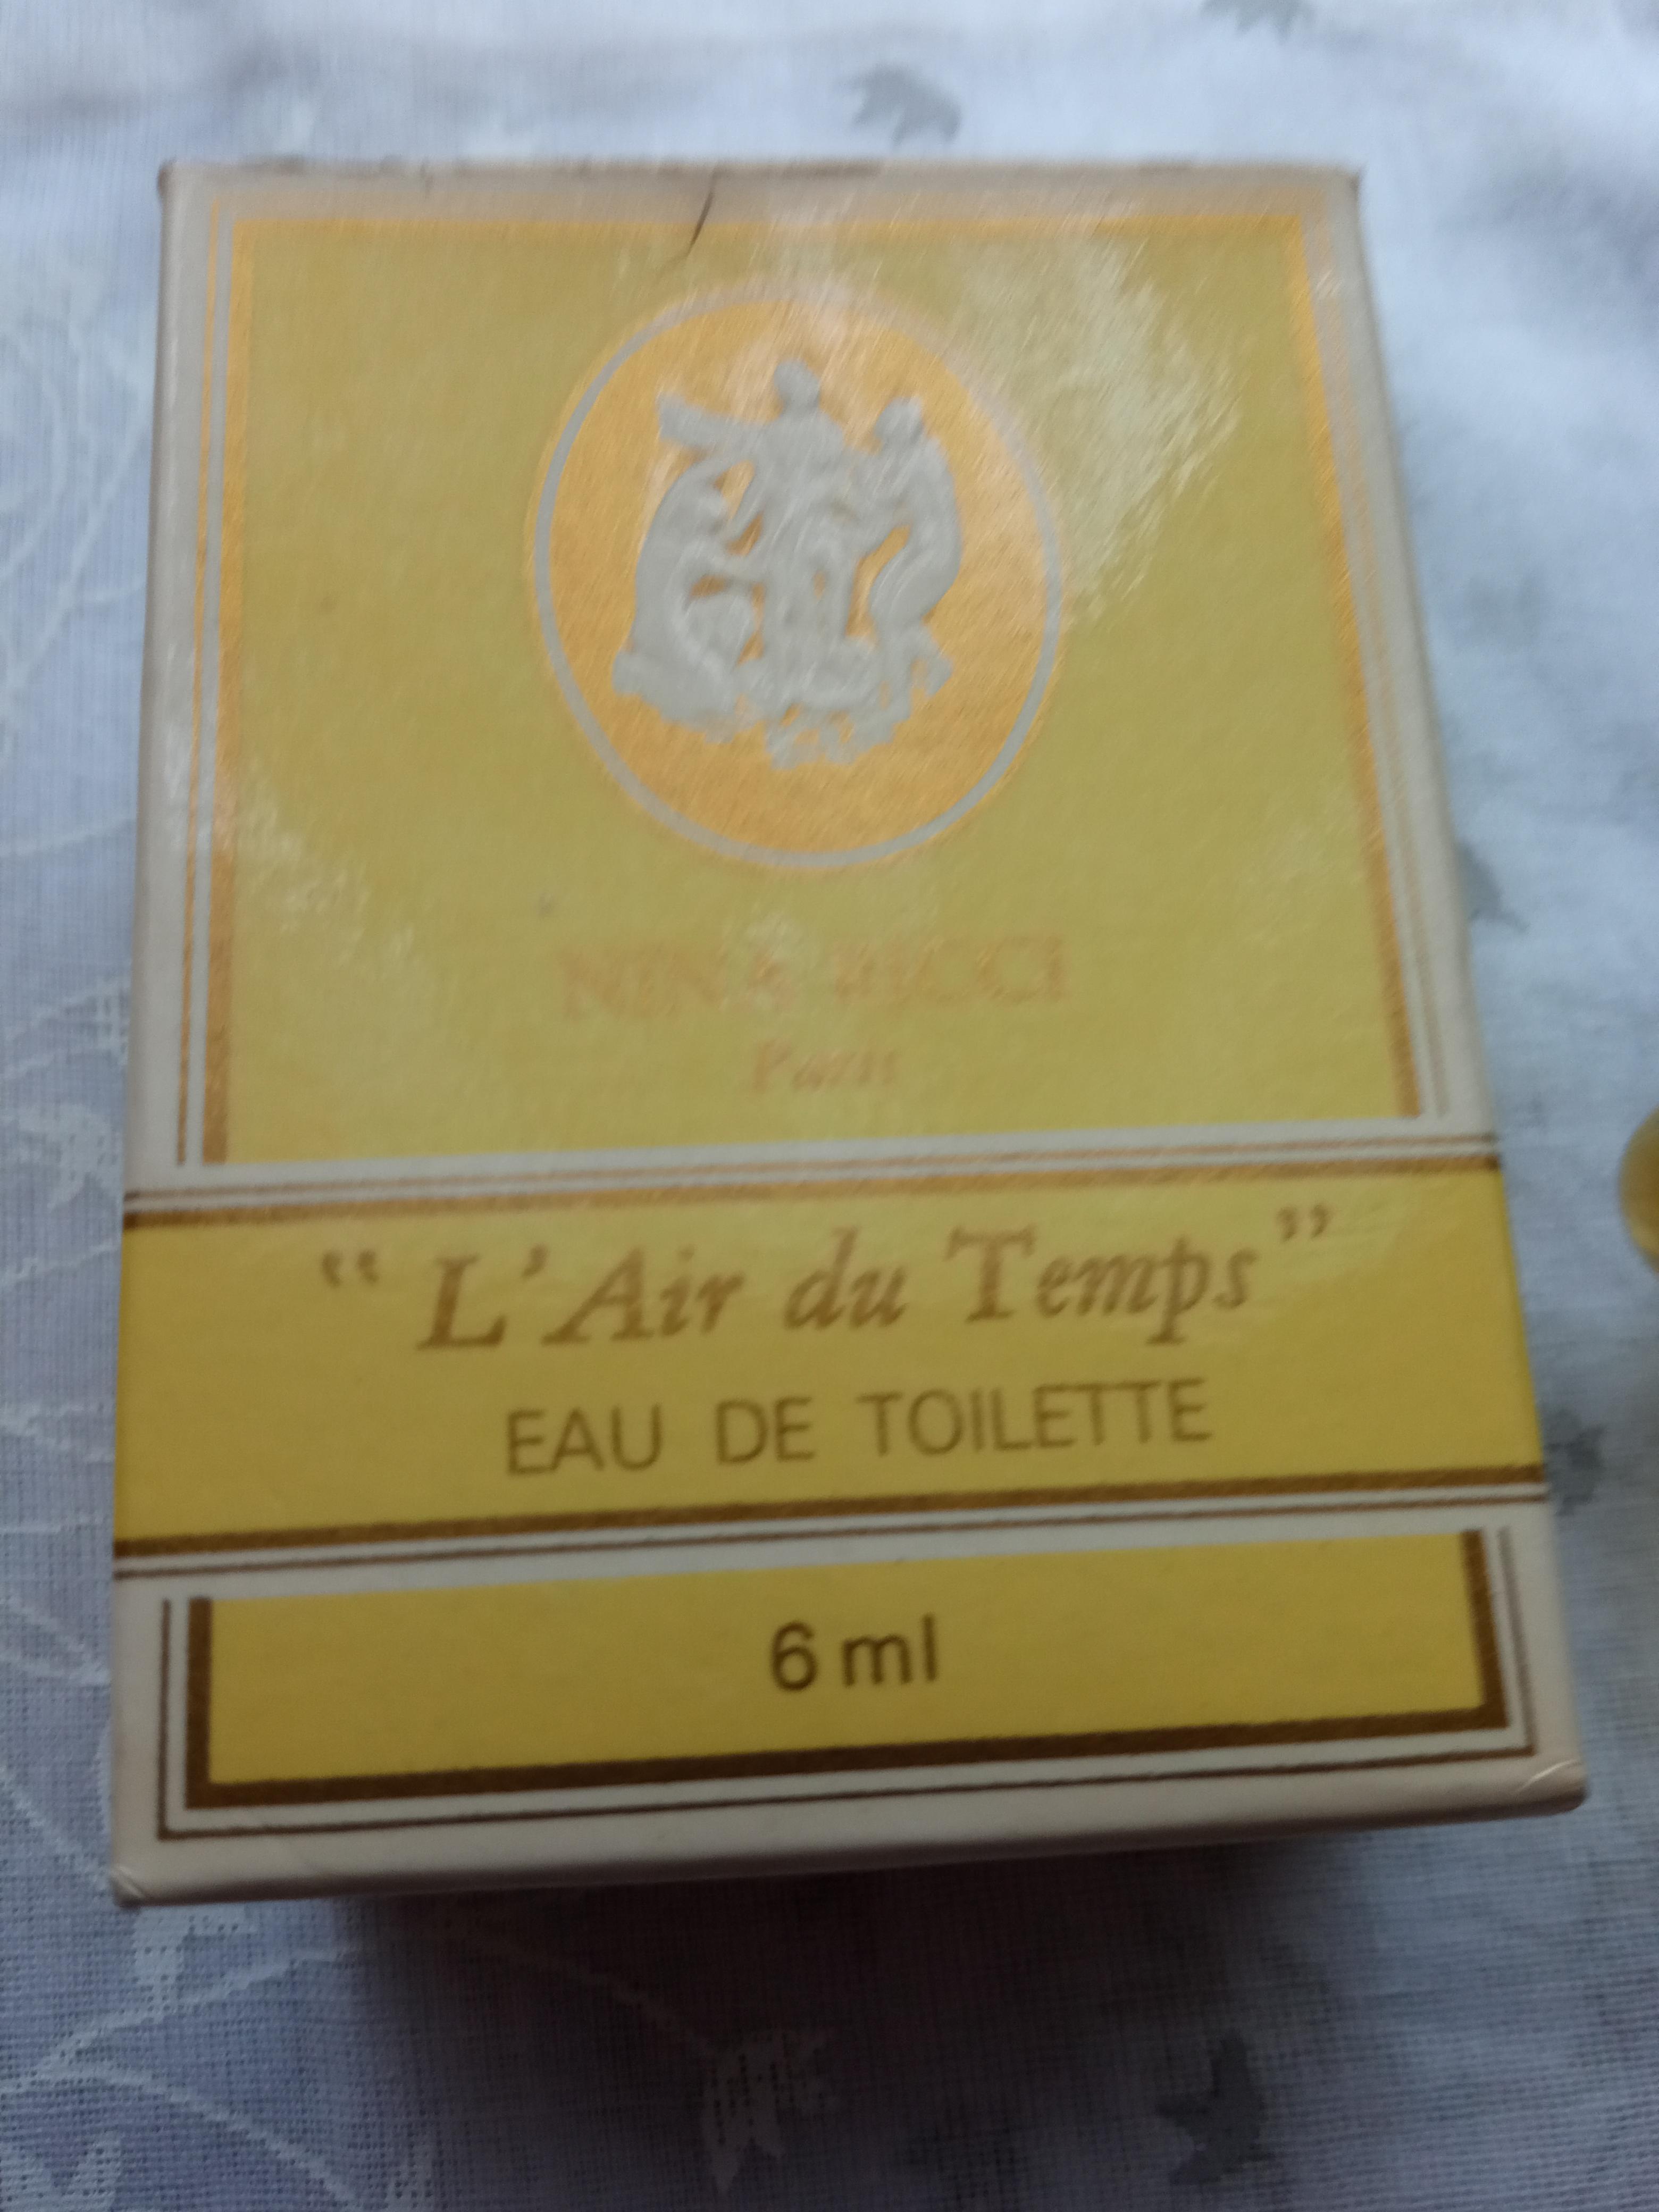 NINA RICCI
Paris
“ L'Air du Temps ”
EAU DE TOILETTE
6 ml